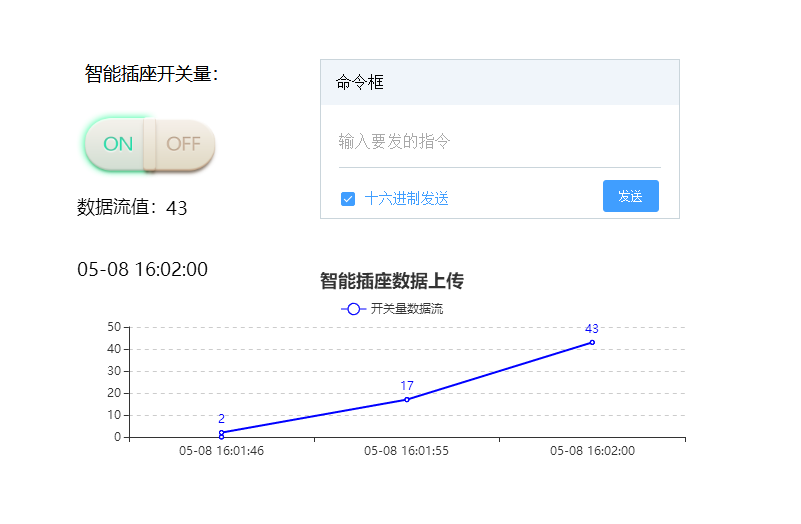 智能插座开关量：
ON OFF
数据流值：43
05-08 16:02:00
命令框
输入要发的指令
十六进制发送
发送
智能插座数据上传
开关量数据流
50
40
30
20
10
0
2
17
43
05-08 16:01:46
05-08 16:01:55
05-08 16:02:00